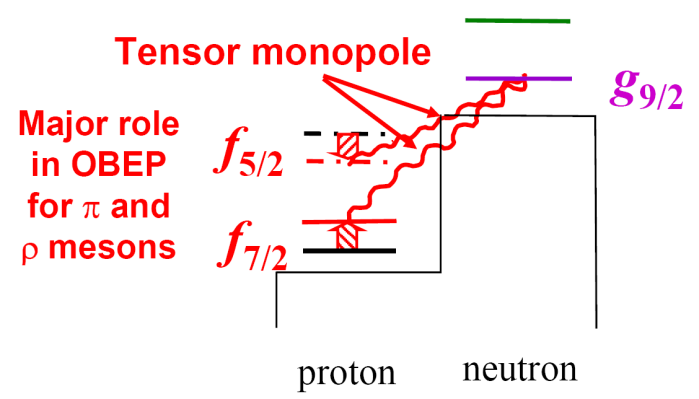 Tensor monopole
Major role
in OBEP
for π and
ρ mesons
f5/2
f7/2
g9/2
proton
neutron